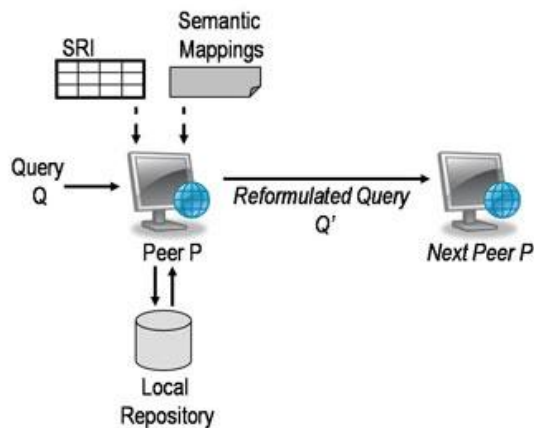 SRI
Semantic
Mappings
Query
Q
Reformulated Query
Q'
Peer P
Next Peer P
Local
Repository